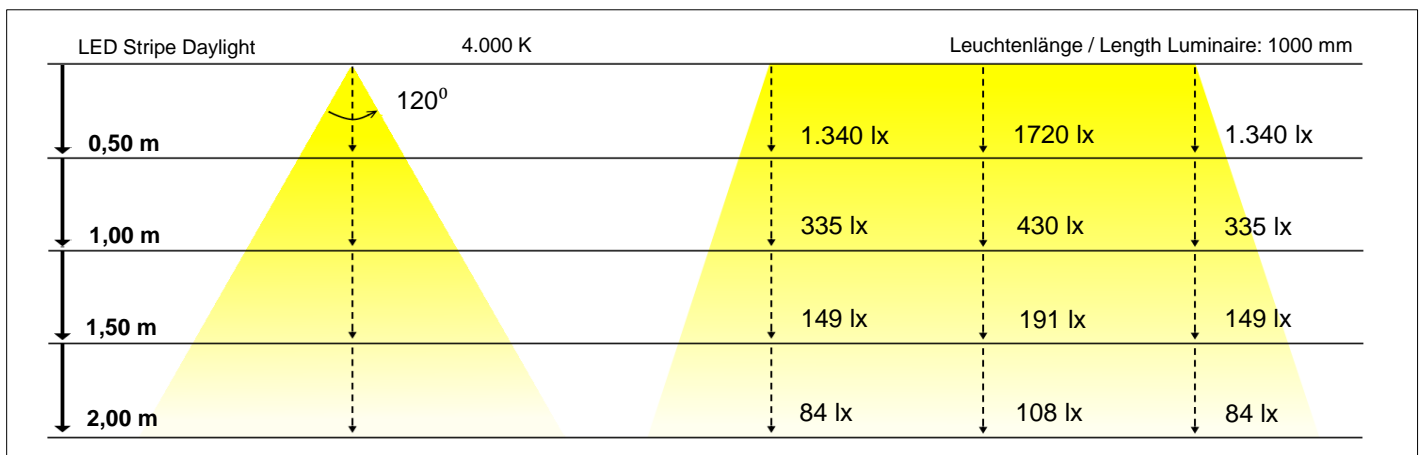 LED Stripe Daylight 4.000 K Leuchtenlänge / Length Luminaire: 1000 mm
120⁰
0,50 m 1.340 lx 1720 lx 1.340 lx
1,00 m 335 lx 430 lx 335 lx
1,50 m 149 lx 191 lx 149 lx
2,00 m 84 lx 108 lx 84 lx